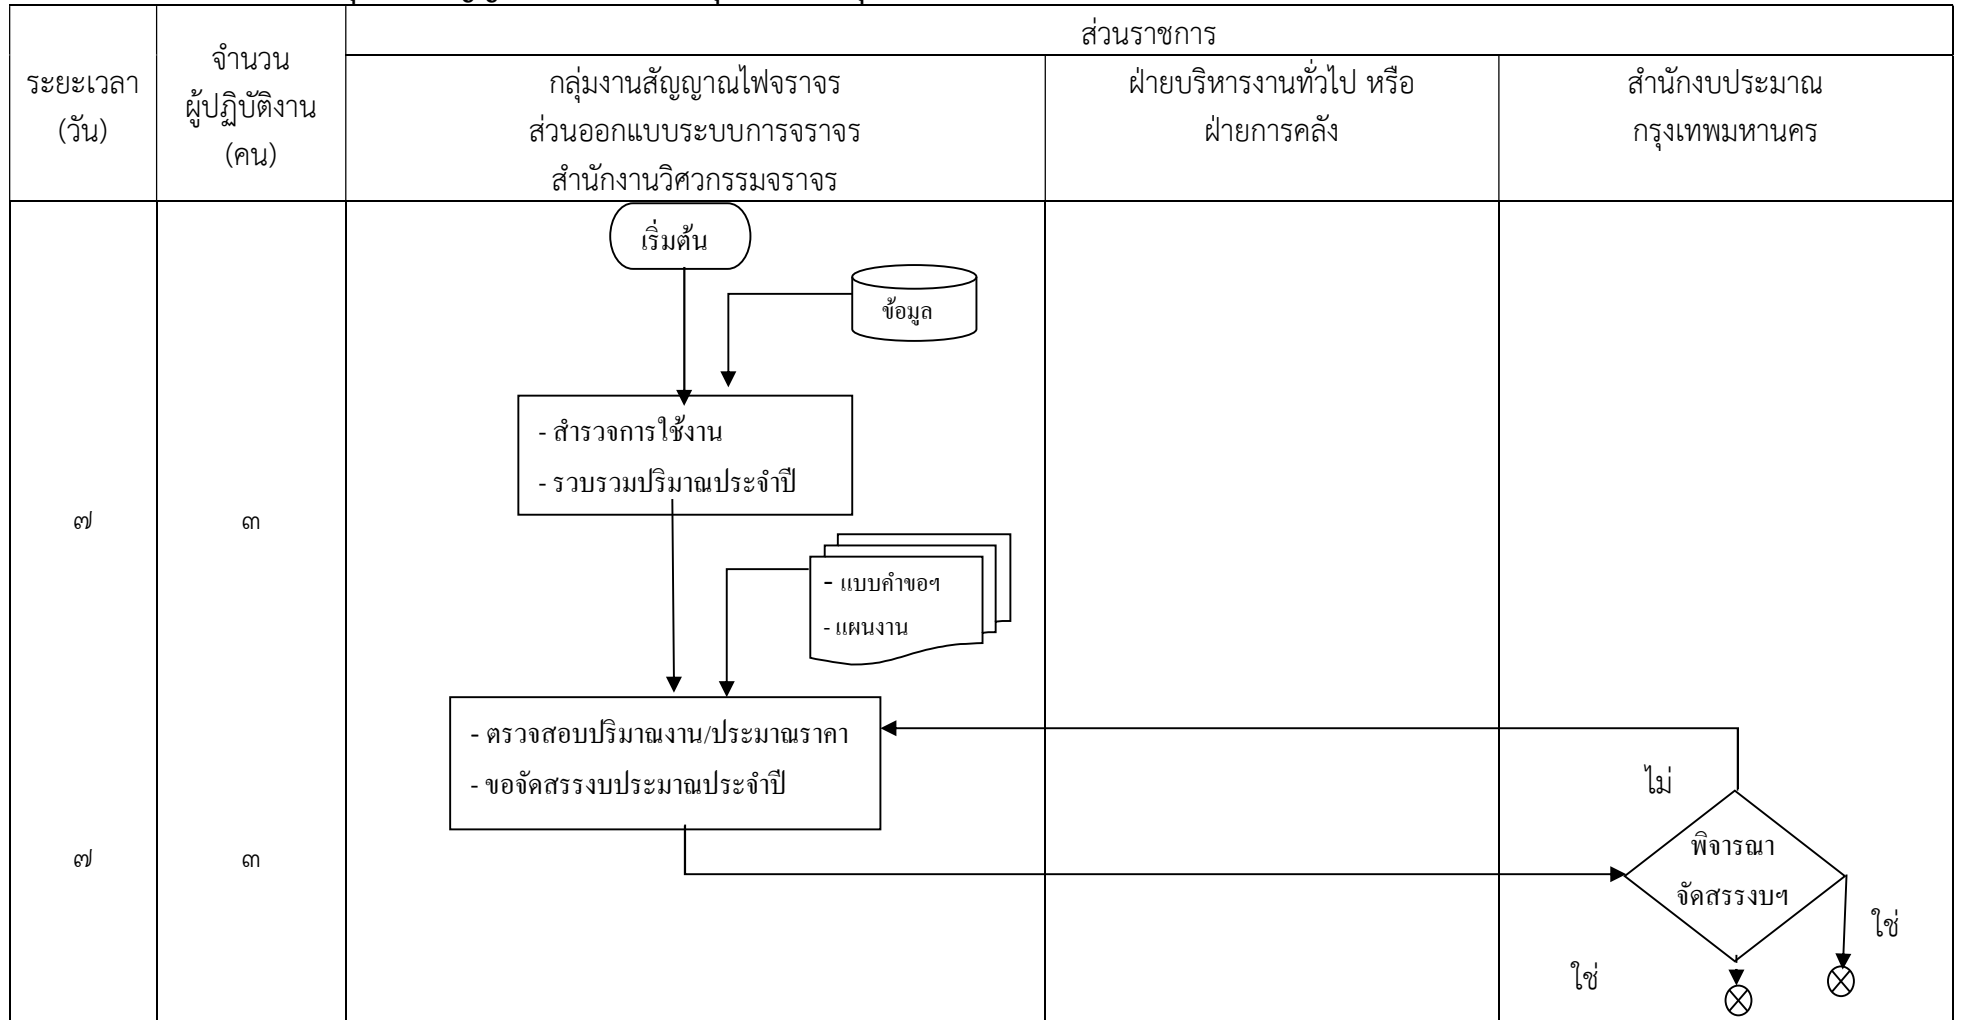 ส่วนราชการ
ระยะเวลา
(วัน)
จำนวน
ผู้ปฏิบัติงาน
(คน)
กลุ่มงานสัญญาณไฟจราจร
ส่วนออกแบบระบบการจราจร
สำนักงานวิศวกรรมจราจร
ฝ่ายบริหารงานทั่วไป หรือ
ฝ่ายการคลัง
สำนักงบประมาณ
กรุงเทพมหานคร
เริ่มต้น
ข้อมูล
- สำรวจการใช้งาน
- รวบรวมปริมาณประจำปี
๗
๓
- แบบคำขอฯ
- แผนงาน
- ตรวจสอบปริมาณงาน/ประมาณราคา
- ขอจัดสรรงบประมาณประจำปี
ไม่
๗
๓
พิจารณา
จัดสรรงบฯ
ใช่
ใช่